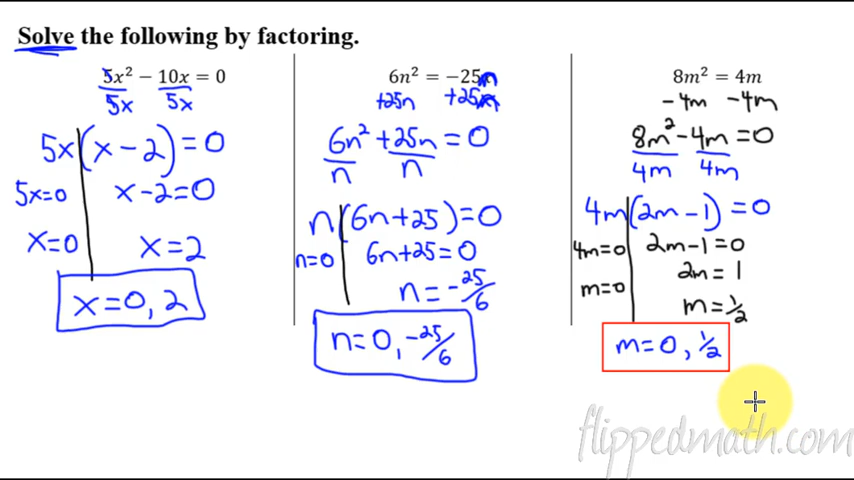 Solve the following by factoring.
5x² − 10x = 0
5x 5x
5x(x − 2) = 0
5x=0 x−2=0
x=0 x=2
x=0, 2
6n² = −25n
+25n +25n
6n² + 25n = 0
n n
n(6n+25)=0
n=0 6n+25=0
n=-25/6
n=0, -25/6
8m² = 4m
−4m −4m
8m² − 4m = 0
4m 4m
4m(2m − 1) = 0
4m=0 2m−1=0
2m = 1
m=0
m=1/2
m=0, 1/2
flippedmath.com